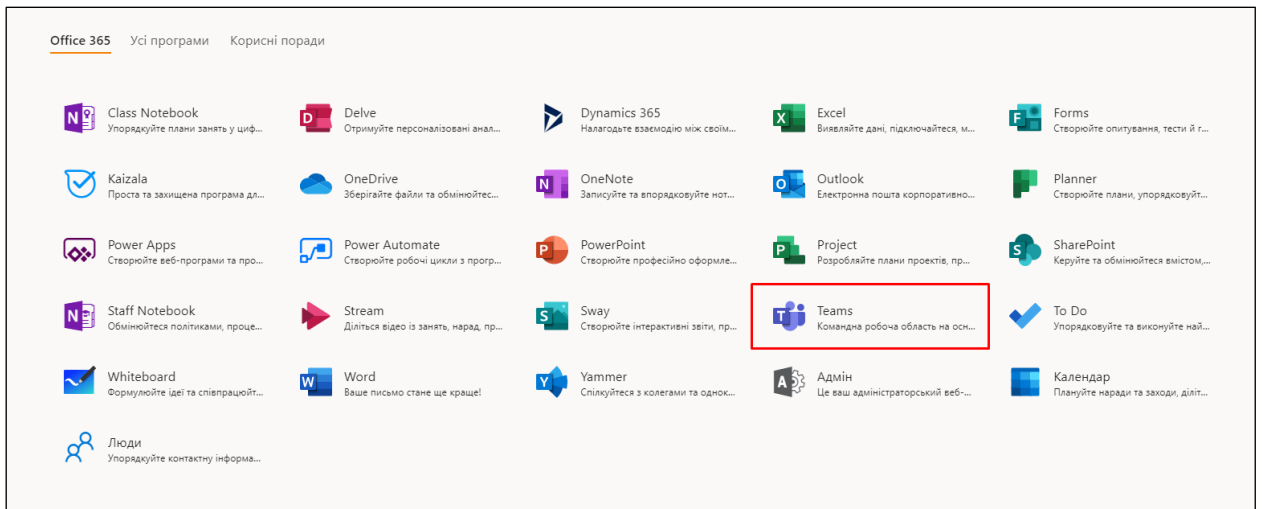 Office 365 Усі програми Корисні поради
Class Notebook
Упорядкуйте плани занять у циф...
Delve
Отримуйте персоналізовані анал...
Dynamics 365
Налагодьте взаємодію між своїм...
Excel
Виявляйте дані, підключайтеся, м...
Forms
Створюйте опитування, тести й г...
Kaizala
Проста та захищена програма дл...
OneDrive
Зберігайте файли та обмінюйтес...
OneNote
Записуйте та впорядковуйте нот...
Outlook
Електронна пошта корпоративно...
Planner
Створюйте плани, упорядковуйт...
Power Apps
Створюйте веб-програми та про...
Power Automate
Створюйте робочі цикли з прогр...
PowerPoint
Створюйте професійно оформле...
Project
Розробляйте плани проектів, пр...
SharePoint
Керуйте та обмінюйтеся вмістом,...
Staff Notebook
Обмінюйтеся політиками, проце...
Stream
Діліться відео із занять, нарад, пр...
Sway
Створюйте інтерактивні звіти, пр...
Teams
Командна робоча область на осн...
To Do
Упорядковуйте та виконуйте най...
Whiteboard
Формулюйте ідеї та співпрацюйт...
Word
Ваше письмо стане ще краще!
Yammer
Спілкуйтеся з колегами та однок...
Адмін
Це ваш адміністраторський веб-...
Календар
Плануйте наради та заходи, діліт...
Люди
Упорядкуйте контактну інформа...